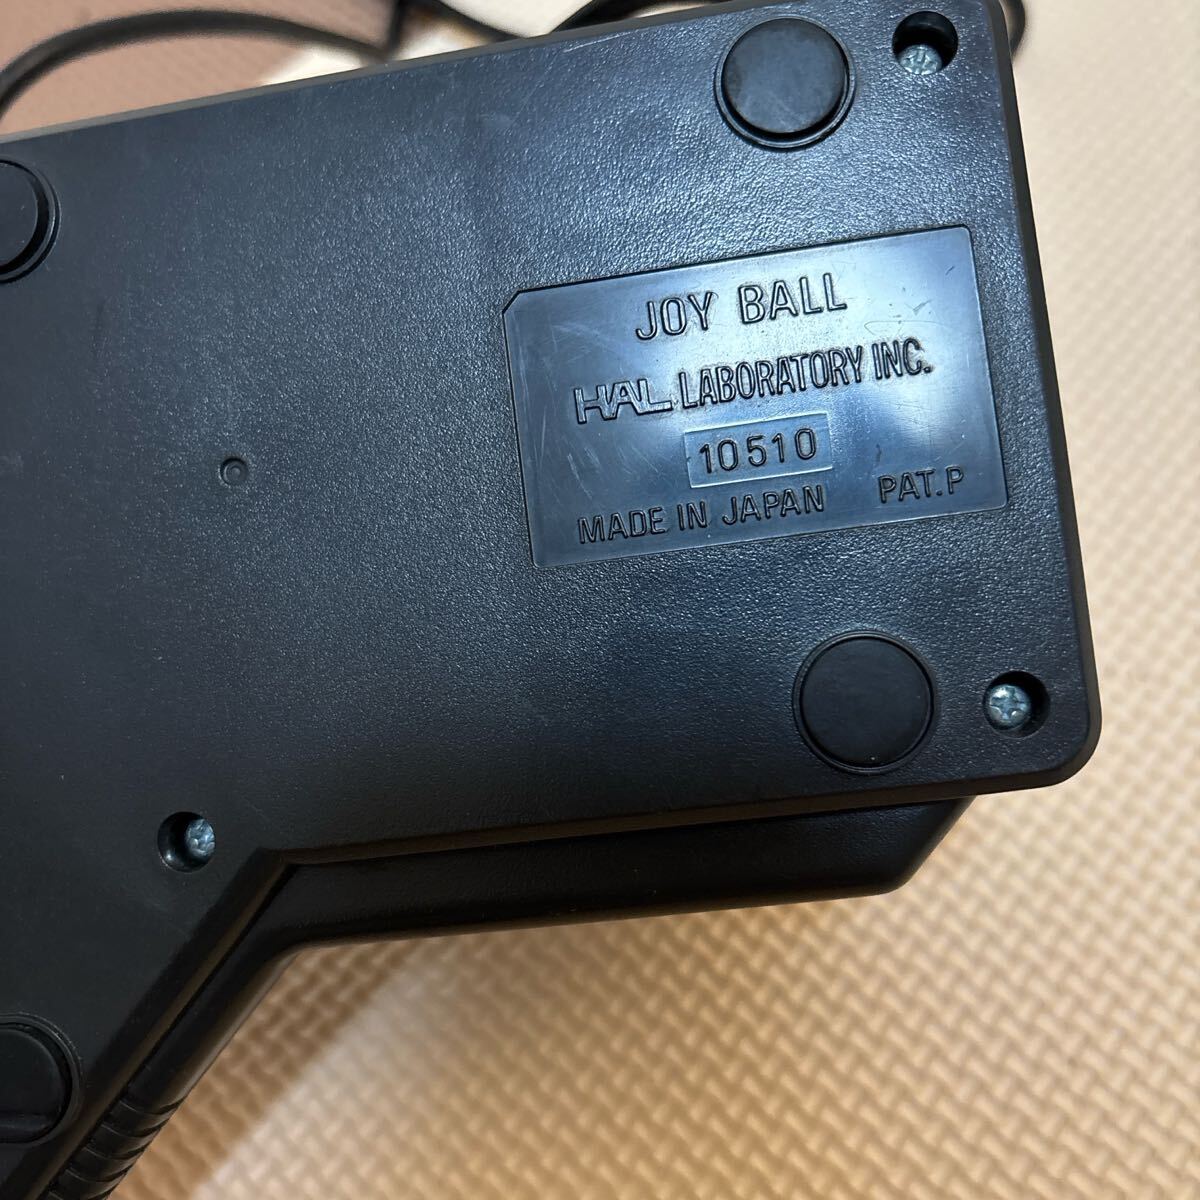 JOY BALL
HAL LABORATORY INC.
10510
MADE IN JAPAN PAT.P